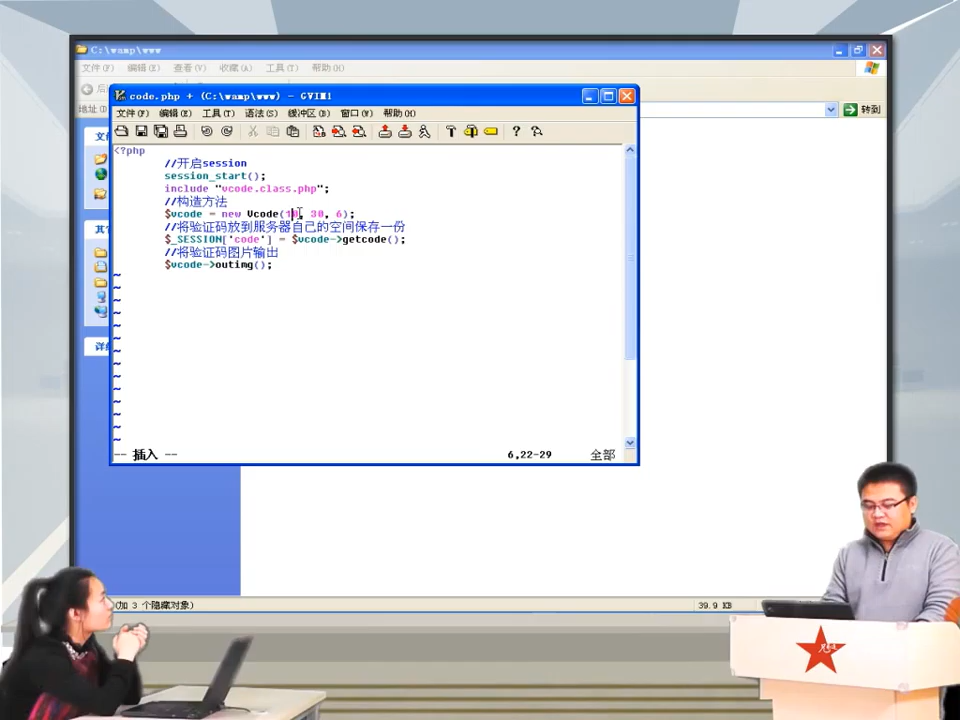 C:\wamp\www
文件(F) 编辑(E) 查看(V) 收藏(A) 工具(T) 帮助(H)
转到
code.php + (C:\wamp\www) - GVIM1
文件(F) 编辑(E) 工具(T) 语法(S) 缓冲区(B) 窗口(W) 帮助(H)
<?php
//开启session
session_start();
include "vcode.class.php";
//构造方法
$vcode = new Vcode(10, 30, 6);
//将验证码放到服务器自己的空间保存一份
$_SESSION['code'] = $vcode->getcode();
//将验证码图片输出
$vcode->outimg();
~
~
~
~
~
~
~
~
~
~
~
~
~
~
-- 插入 -- 6,22-29 全部
(加 3 个隐藏对象) 39.9 KB